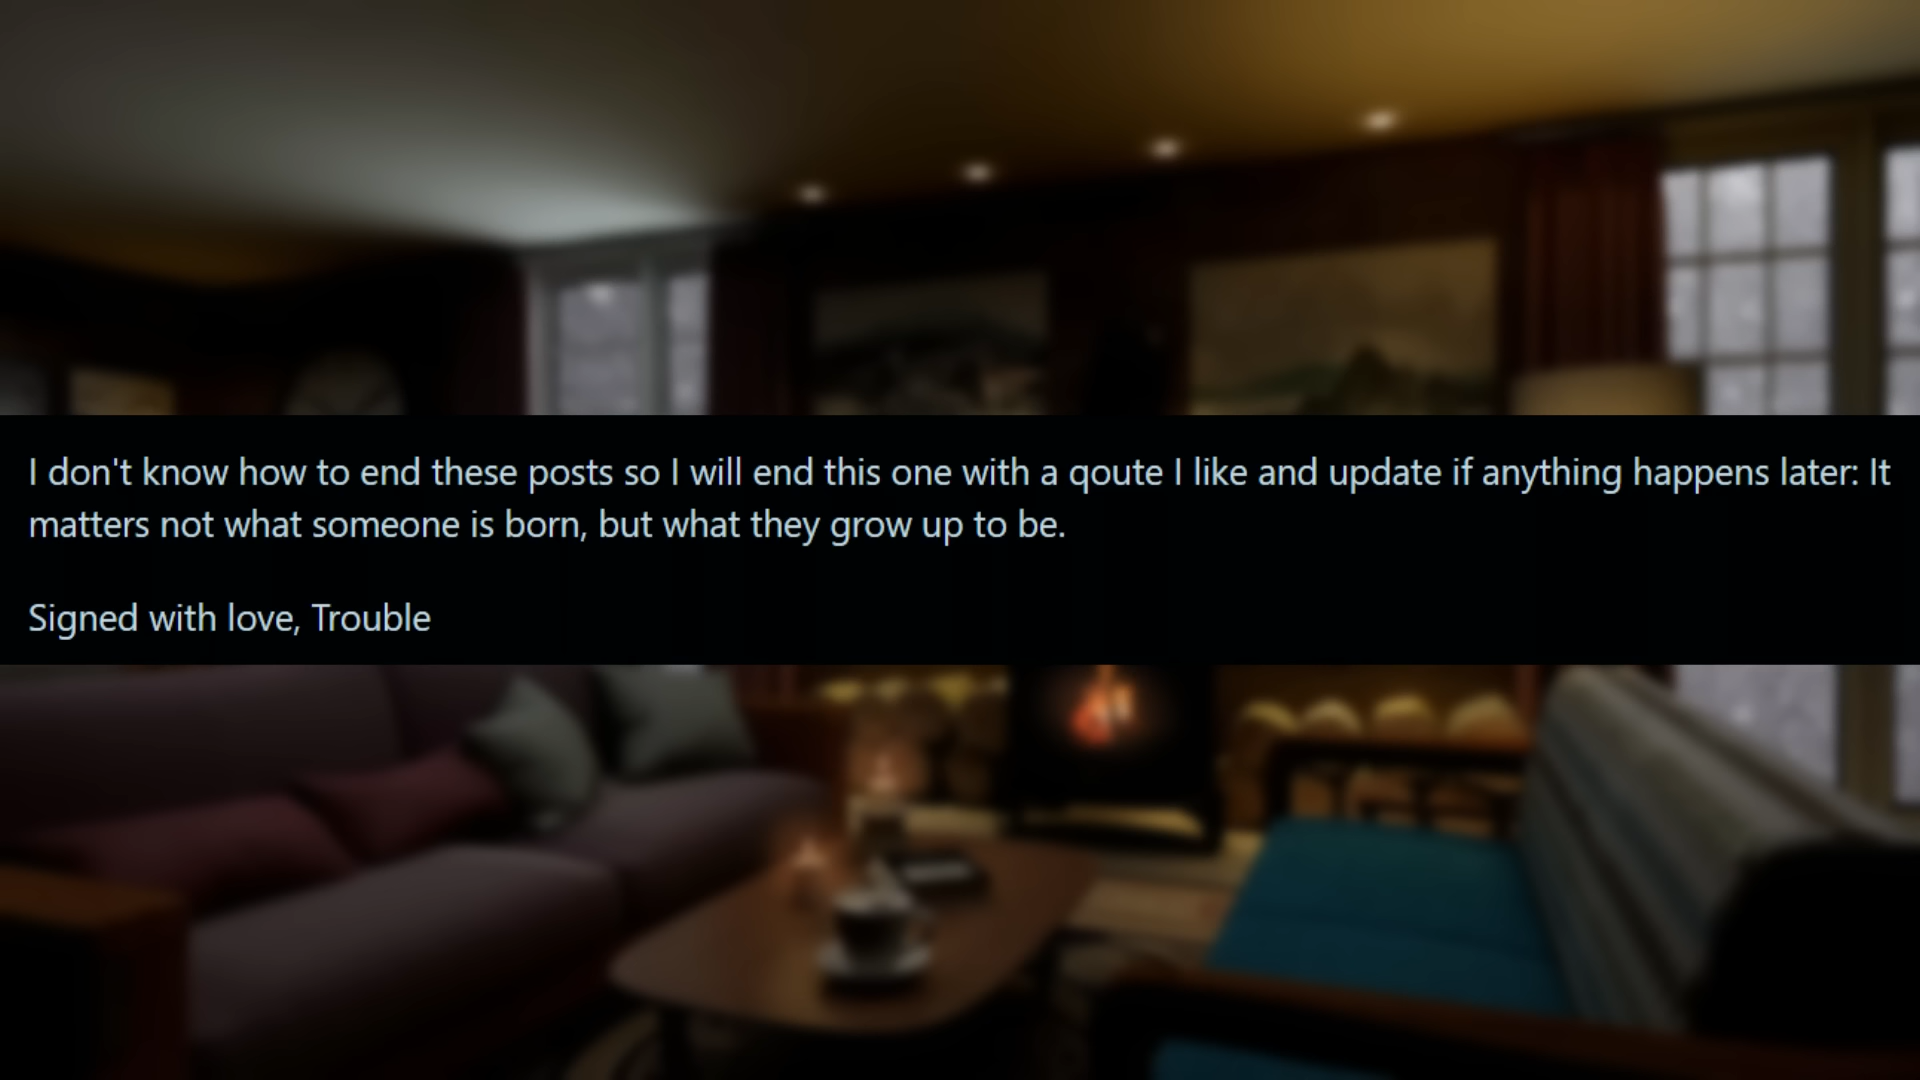 I don't know how to end these posts so I will end this one with a qoute I like and update if anything happens later: It
matters not what someone is born, but what they grow up to be.
Signed with love, Trouble